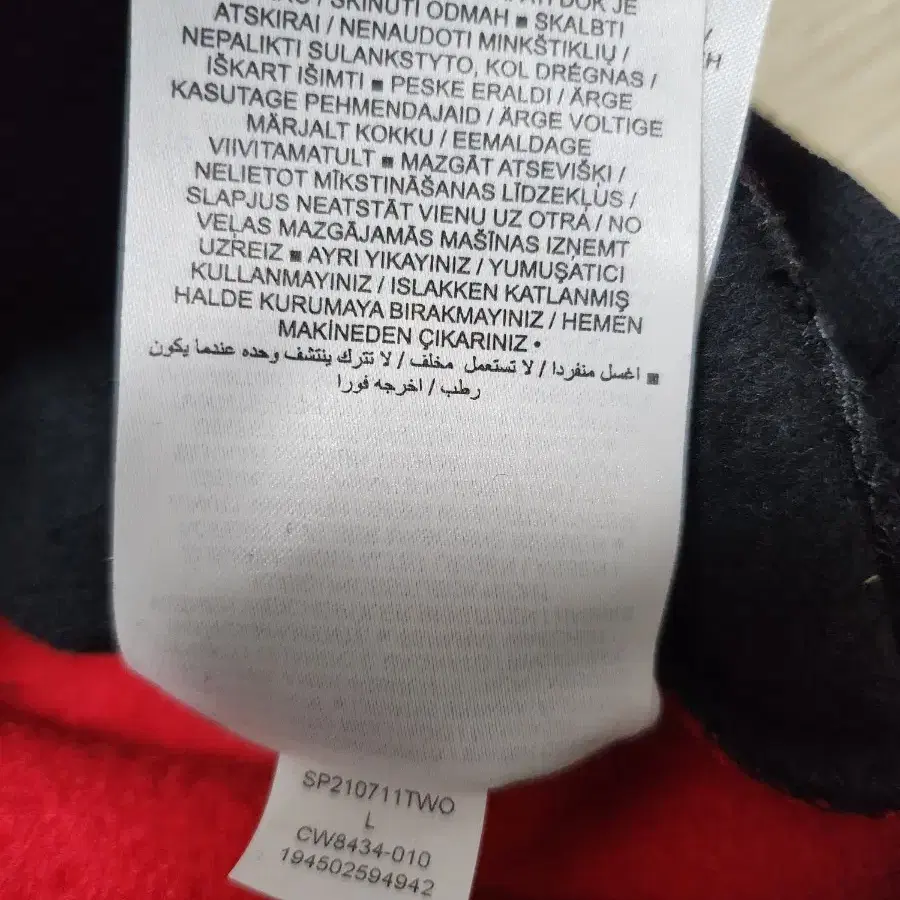 SKINUTI ODMAH ■ SKALBTI
ATSKIRAI / NENAUDOTI MINKŠTIKLIŲ /
NEPALIKTI SULANKSTYTO, KOL DRĖGNAS /
IŠKART IŠIMTI ■ PESKE ERALDI / ÄRGE
KASUTAGE PEHMENDAJAID / ÄRGE VOLTIGE
MÄRJALT KOKKU / EEMALDAGE
VIIVITAMATULT ■ MAZGĀT ATSEVIŠĶI /
NELIETOT MĪKSTINĀŠANAS LĪDZEKĻUS /
SLAPJUS NEATSTĀT VIENU UZ OTRA / NO
VEĻAS MAZGĀJAMĀS MAŠĪNAS IZŅEMT
UZREIZ ■ AYRI YIKAYINIZ / YUMUŞATICI
KULLANMAYINIZ / ISLAKKEN KATLANMIŞ
HALDE KURUMAYA BIRAKMAYINIZ / HEMEN
MAKİNEDEN ÇIKARINIZ •
■ اغسل منفردا / لا تستعمل مخلف / لا تترك ينتشف وحده عندما يكون
رطب / اخرجه فورا
SP210711TWO
L
CW8434-010
194502594942